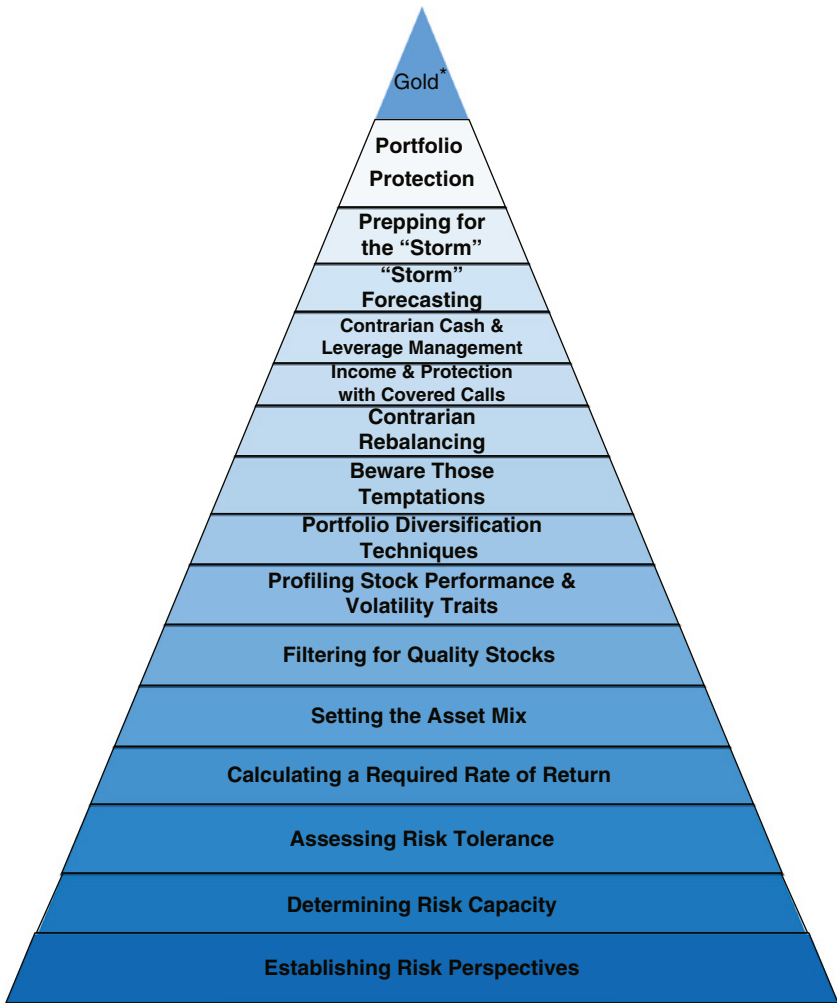 Gold*
Portfolio
Protection
Prepping for
the “Storm”
“Storm”
Forecasting
Contrarian Cash &
Leverage Management
Income & Protection
with Covered Calls
Contrarian
Rebalancing
Beware Those
Temptations
Portfolio Diversification
Techniques
Profiling Stock Performance &
Volatility Traits
Filtering for Quality Stocks
Setting the Asset Mix
Calculating a Required Rate of Return
Assessing Risk Tolerance
Determining Risk Capacity
Establishing Risk Perspectives